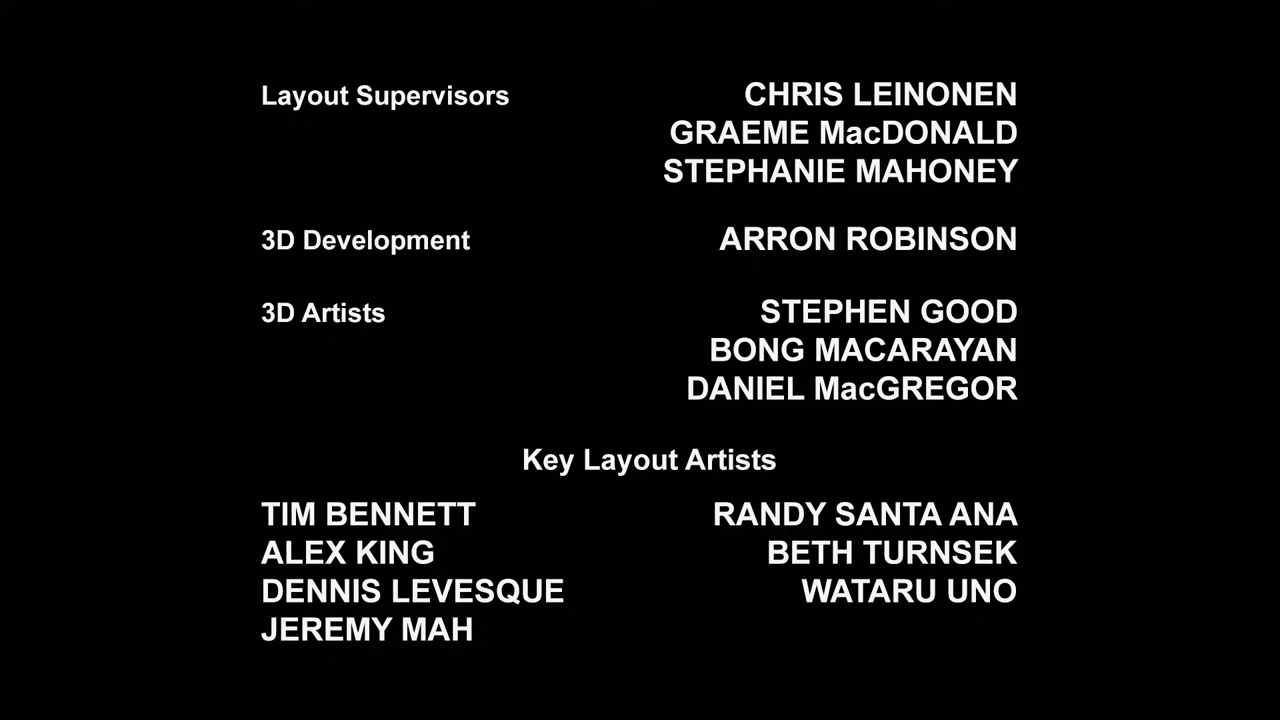 Layout Supervisors CHRIS LEINONEN
GRAEME MacDONALD
STEPHANIE MAHONEY
3D Development ARRON ROBINSON
3D Artists STEPHEN GOOD
BONG MACARAYAN
DANIEL MacGREGOR
Key Layout Artists
TIM BENNETT RANDY SANTA ANA
ALEX KING BETH TURNSEK
DENNIS LEVESQUE WATARU UNO
JEREMY MAH